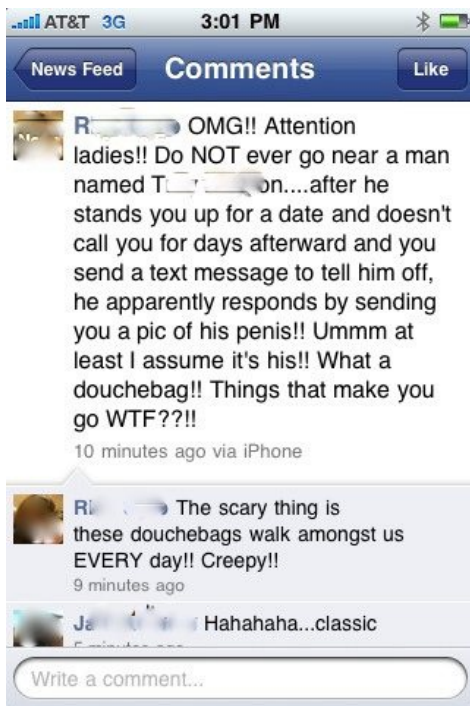 AT&T 3G 3:01 PM
News Feed Comments Like
OMG!! Attention
ladies!! Do NOT ever go near a man
named T on....after he
stands you up for a date and doesn't
call you for days afterward and you
send a text message to tell him off,
he apparently responds by sending
you a pic of his penis!! Ummm at
least I assume it's his!! What a
douchebag!! Things that make you
go WTF??!!
10 minutes ago via iPhone
The scary thing is
these douchebags walk amongst us
EVERY day!! Creepy!!
9 minutes ago
Hahahaha...classic
5 minutes ago
Write a comment...